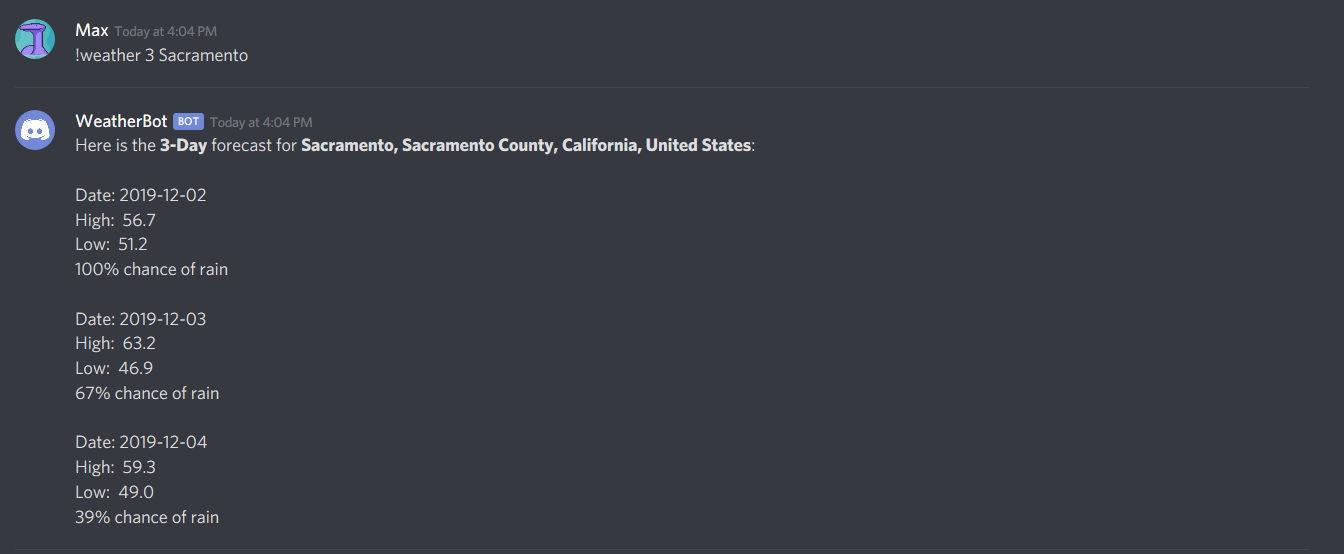 Max Today at 4:04 PM
!weather 3 Sacramento
WeatherBot BOT Today at 4:04 PM
Here is the 3-Day forecast for Sacramento, Sacramento County, California, United States:
Date: 2019-12-02
High:  56.7
Low:  51.2
100% chance of rain
Date: 2019-12-03
High:  63.2
Low:  46.9
67% chance of rain
Date: 2019-12-04
High:  59.3
Low:  49.0
39% chance of rain